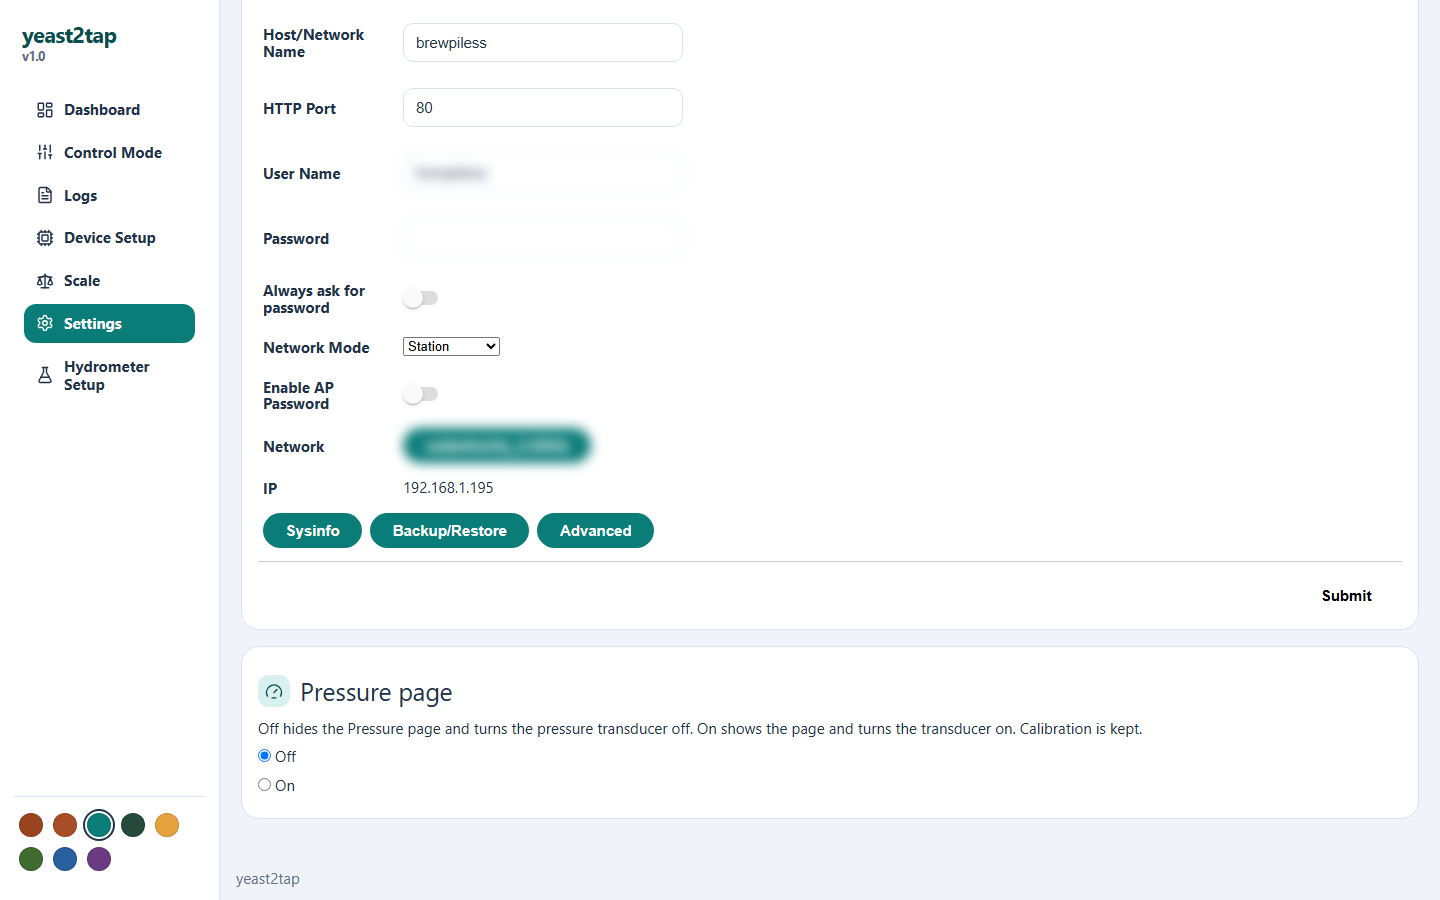 yeast2tap
v1.0
Dashboard
Control Mode
Logs
Device Setup
Scale
Settings
Hydrometer
Setup
Host/Network
Name
brewpiless
HTTP Port
80
User Name
Password
Always ask for
password
Network Mode
Station
Enable AP
Password
Network
IP
192.168.1.195
Sysinfo
Backup/Restore
Advanced
Submit
Pressure page
Off hides the Pressure page and turns the pressure transducer off. On shows the page and turns the transducer on. Calibration is kept.
Off
On
yeast2tap